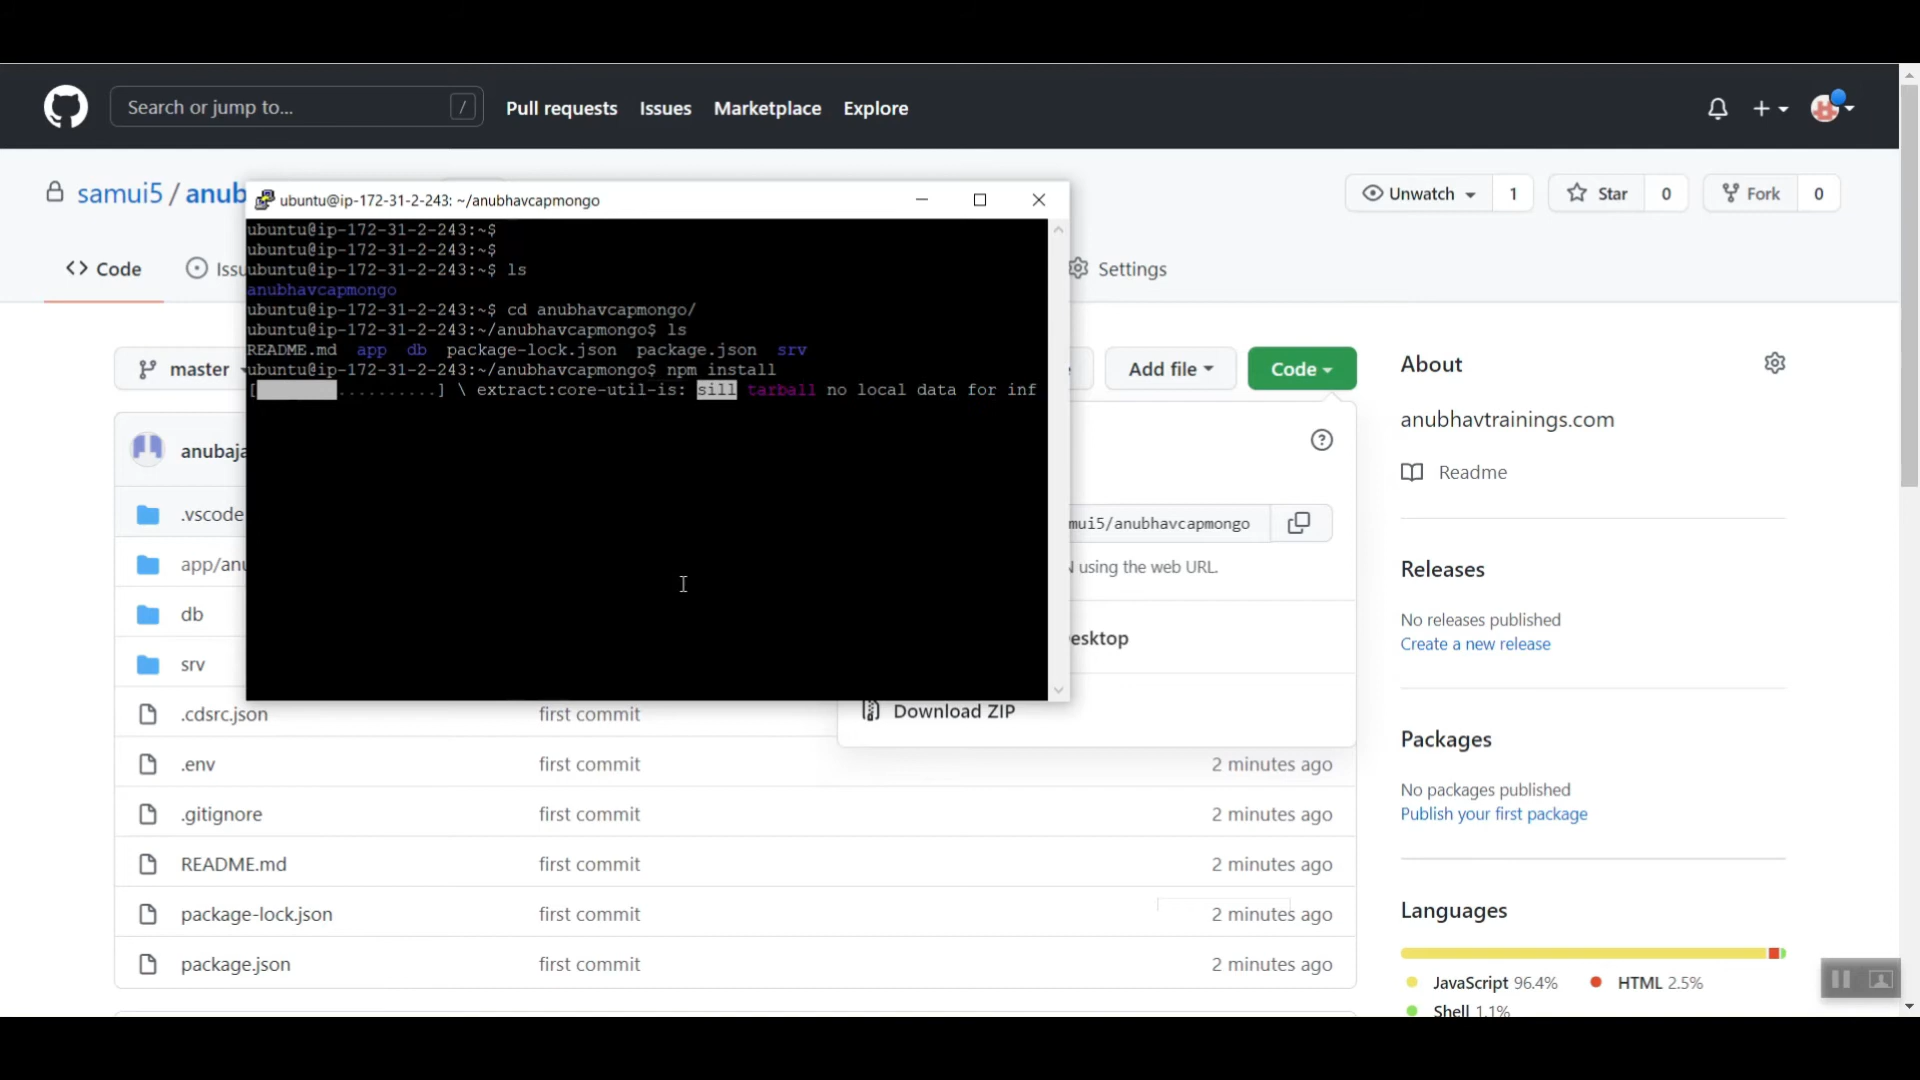 Search or jump to...
/
Pull requests
Issues
Marketplace
Explore
samui5 / anub
Unwatch
1
Star
0
Fork
0
Code
Issu
Settings
ubuntu@ip-172-31-2-243: ~/anubhavcapmongo
ubuntu@ip-172-31-2-243:~$
ubuntu@ip-172-31-2-243:~$
ubuntu@ip-172-31-2-243:~$ ls
anubhavcapmongo
ubuntu@ip-172-31-2-243:~$ cd anubhavcapmongo/
ubuntu@ip-172-31-2-243:~/anubhavcapmongo$ ls
README.md app db package-lock.json package.json srv
ubuntu@ip-172-31-2-243:~/anubhavcapmongo$ npm install
[ ..........] \ extract:core-util-is: sill tarball no local data for inf
master
Add file
Code
anubaja
mui5/anubhavcapmongo
using the web URL.
esktop
Download ZIP
.vscode
app/anu
db
srv
.cdsrc.json
first commit
.env
first commit
2 minutes ago
.gitignore
first commit
2 minutes ago
README.md
first commit
2 minutes ago
package-lock.json
first commit
2 minutes ago
package.json
first commit
2 minutes ago
About
anubhavtrainings.com
Readme
Releases
No releases published
Create a new release
Packages
No packages published
Publish your first package
Languages
JavaScript 96.4%
HTML 2.5%
Shell 1.1%